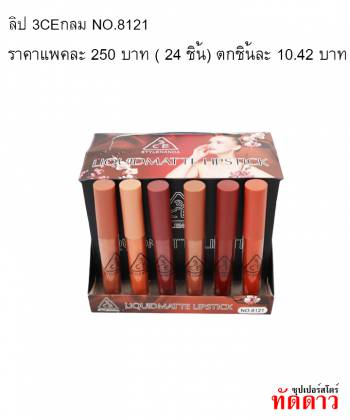 ลิป 3CEกลม NO.8121
ราคาแพคละ 250 บาท ( 24 ชิ้น) ตกชิ้นละ 10.42 บาท
3CE
STYLENANDA
LIQUIDMATTE LIPSTICK
3CE
LIQUIDMATTE LIPSTICK
NO.8121
ซุปเปอร์สโตร์
ทัดดาว